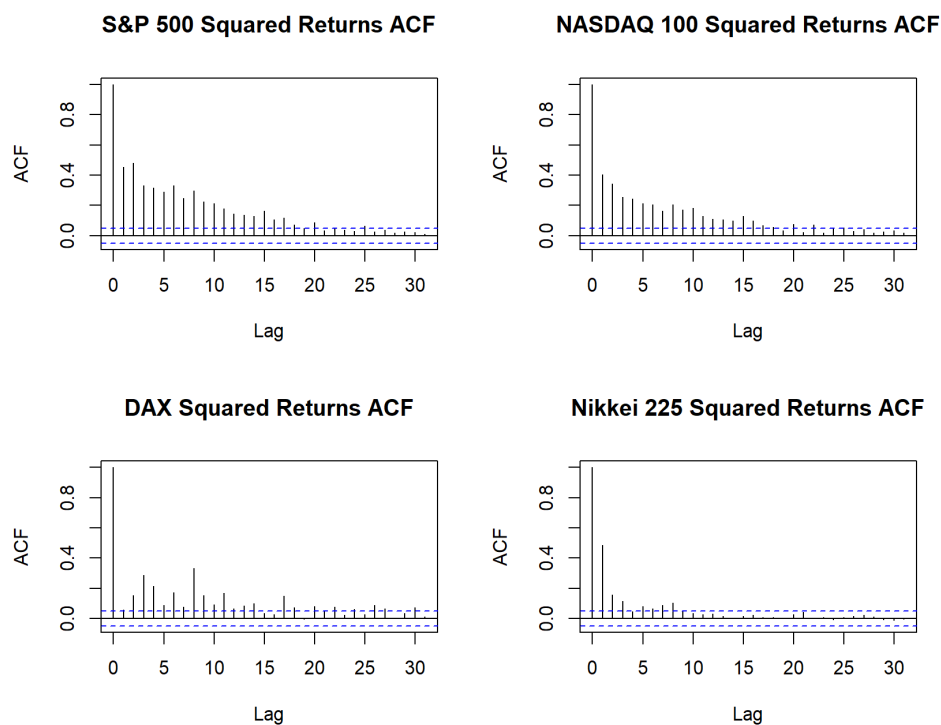 S&P 500 Squared Returns ACF
ACF
0.0 0.4 0.8
0 5 10 15 20 25 30
Lag
NASDAQ 100 Squared Returns ACF
ACF
0.0 0.4 0.8
0 5 10 15 20 25 30
Lag
DAX Squared Returns ACF
ACF
0.0 0.4 0.8
0 5 10 15 20 25 30
Lag
Nikkei 225 Squared Returns ACF
ACF
0.0 0.4 0.8
0 5 10 15 20 25 30
Lag